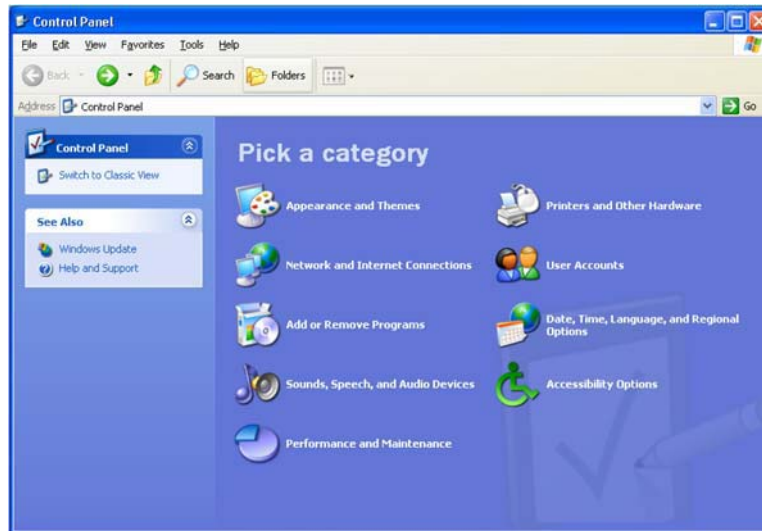 Control Panel
File Edit View Favorites Tools Help
Back Search Folders
Address Control Panel Go
Control Panel
Switch to Classic View
See Also
Windows Update
Help and Support
Pick a category
Appearance and Themes
Printers and Other Hardware
Network and Internet Connections
User Accounts
Add or Remove Programs
Date, Time, Language, and Regional
Options
Sounds, Speech, and Audio Devices
Accessibility Options
Performance and Maintenance